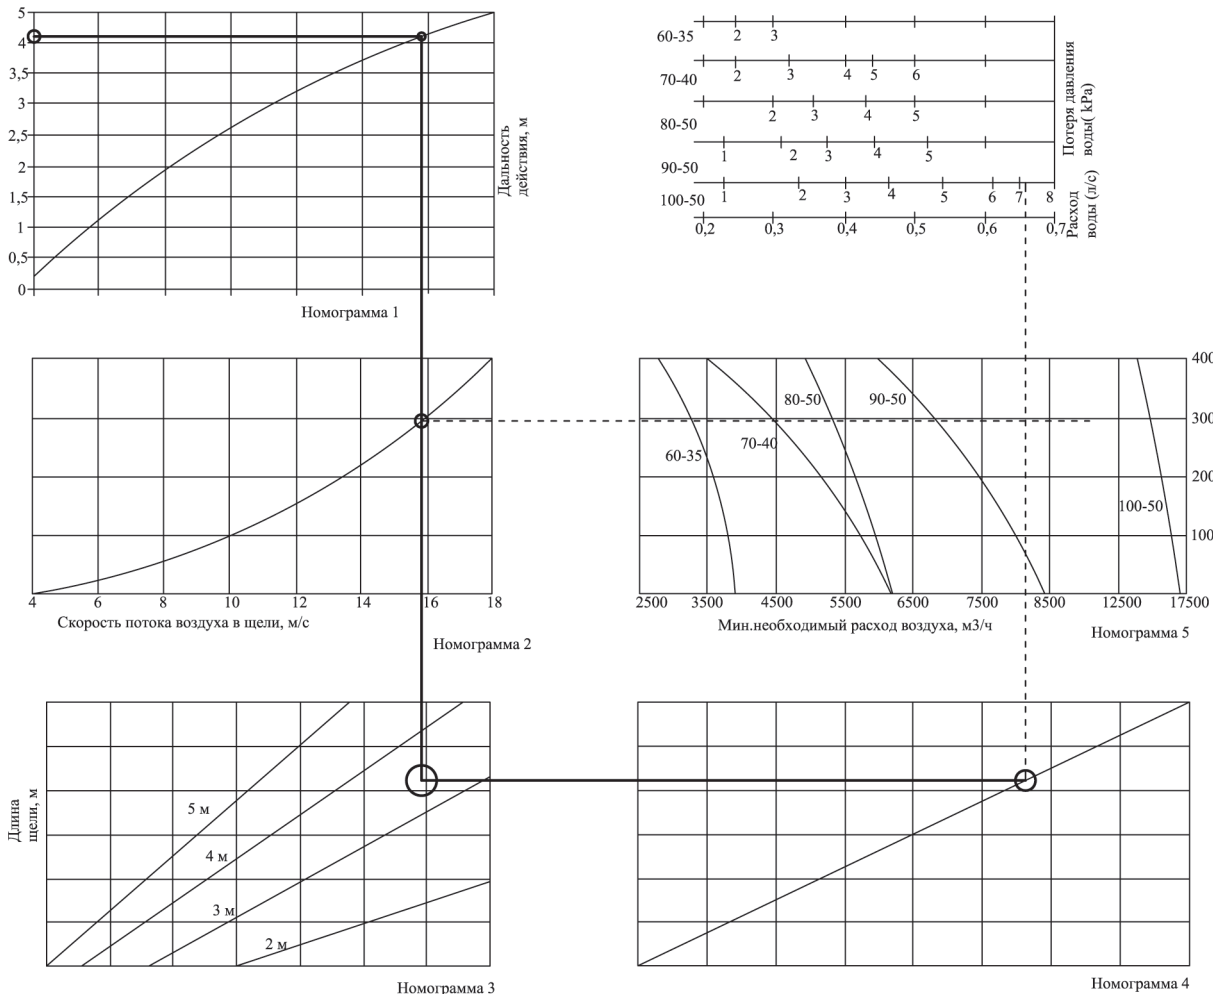 5
4
3,5
3
2,5
2
1,5
1
0,5
0
Дальность
действия, м
Номограмма 1
60-35
2 3
70-40
2 3 4 5 6
80-50
2 3 4 5
90-50
1 2 3 4 5
100-50
1 2 3 4 5 6 7 8
0,2 0,3 0,4 0,5 0,6 0,7
Потеря давления
воды( kPa)
Расход
воды (л/с)
4 6 8 10 12 14 16 18
Скорость потока воздуха в щели, м/с
Номограмма 2
400
300
200
100
60-35
70-40
80-50
90-50
100-50
2500 3500 4500 5500 6500 7500 8500 12500 17500
Мин.необходимый расход воздуха, м3/ч
Номограмма 5
Длина
щели, м
5 м
4 м
3 м
2 м
Номограмма 3
Номограмма 4